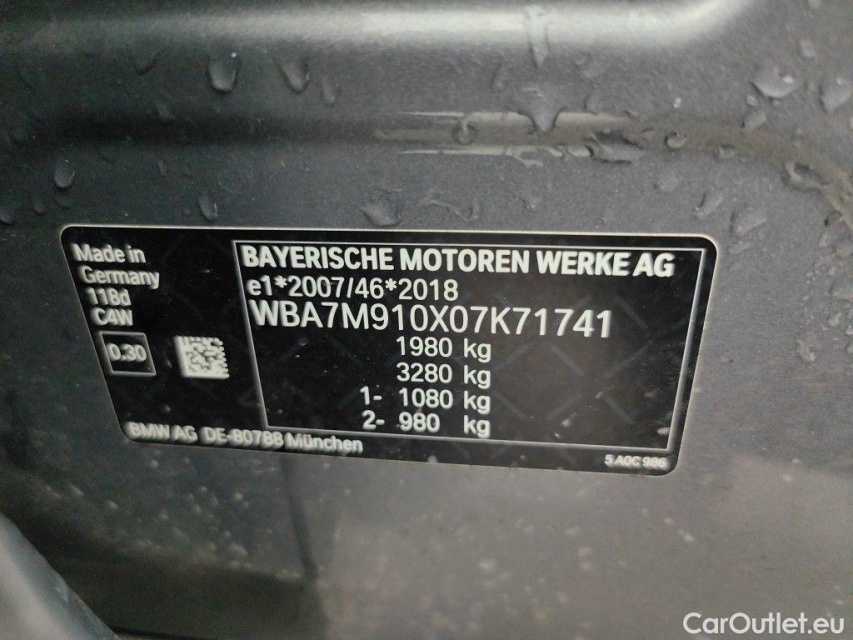 Made in
Germany
118d
C4W
0.30
BAYERISCHE MOTOREN WERKE AG
e1*2007/46*2018
WBA7M910X07K71741
1980 kg
3280 kg
1- 1080 kg
2- 980 kg
BMW AG DE-80788 München
5 A0C 986
CarOutlet.eu